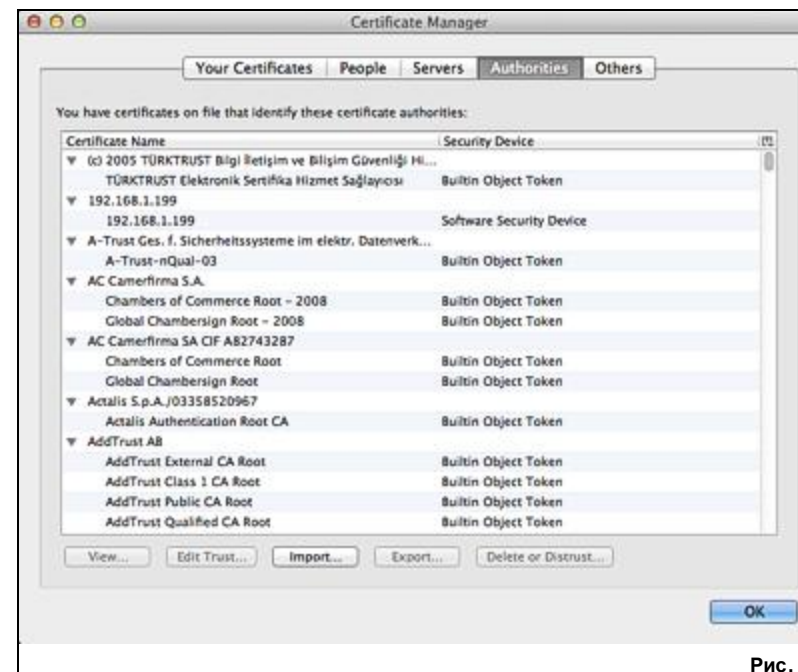 Certificate Manager
Your Certificates People Servers Authorities Others
You have certificates on file that identify these certificate authorities:
Certificate Name Security Device
(c) 2005 TÜRKTRUST Bilgi İletişim ve Bilişim Güvenliği Hi...
TÜRKTRUST Elektronik Sertifika Hizmet Sağlayıcısı Builtin Object Token
192.168.1.199
192.168.1.199 Software Security Device
A-Trust Ges. f. Sicherheitssysteme im elektr. Datenverk...
A-Trust-nQual-03 Builtin Object Token
AC Camerfirma S.A.
Chambers of Commerce Root - 2008 Builtin Object Token
Global Chambersign Root - 2008 Builtin Object Token
AC Camerfirma SA CIF A82743287
Chambers of Commerce Root Builtin Object Token
Global Chambersign Root Builtin Object Token
Actalis S.p.A./03358520967
Actalis Authentication Root CA Builtin Object Token
AddTrust AB
AddTrust External CA Root Builtin Object Token
AddTrust Class 1 CA Root Builtin Object Token
AddTrust Public CA Root Builtin Object Token
AddTrust Qualified CA Root Builtin Object Token
View... Edit Trust... Import... Export... Delete or Distrust...
OK
Рис.